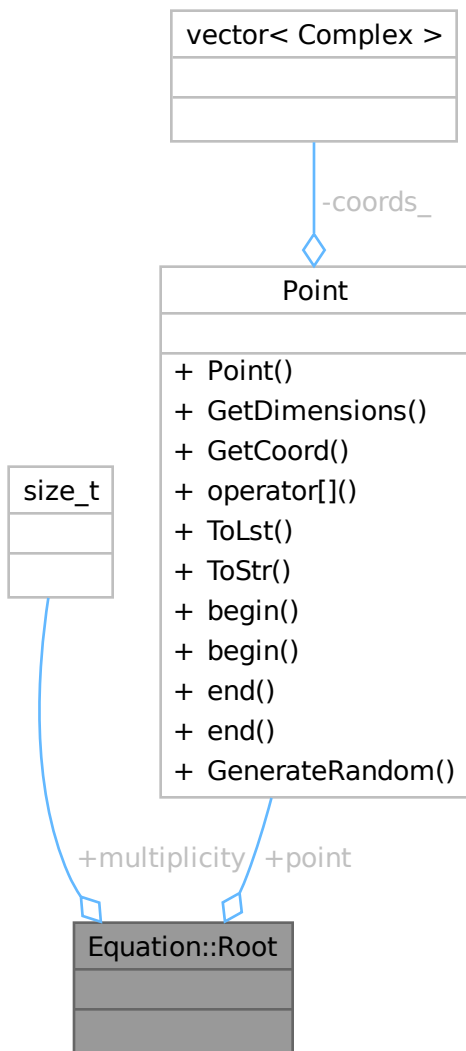 vector< Complex >
-coords_
Point
+ Point()
+ GetDimensions()
+ GetCoord()
+ operator[]()
+ ToLst()
+ ToStr()
+ begin()
+ begin()
+ end()
+ end()
+ GenerateRandom()
size_t
+multiplicity
+point
Equation::Root